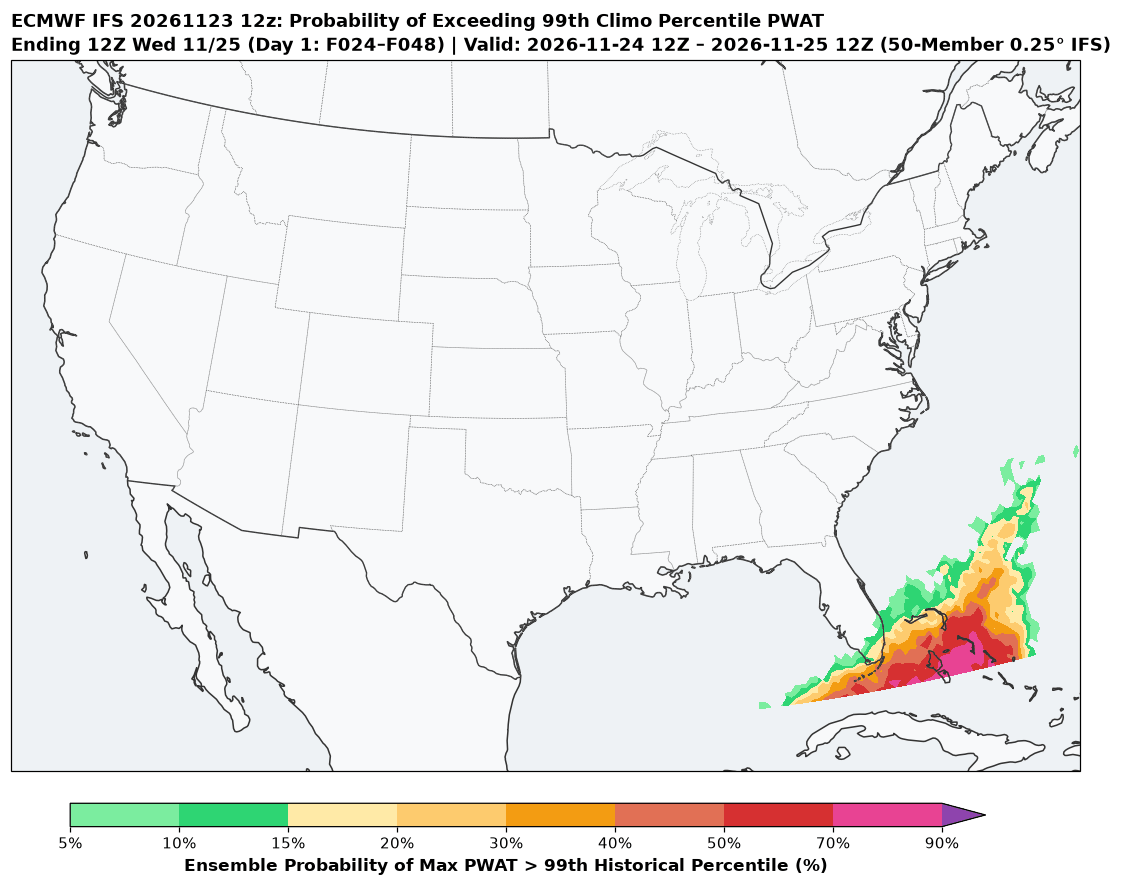 ECMWF IFS 20261123 12z: Probability of Exceeding 99th Climo Percentile PWAT
Ending 12Z Wed 11/25 (Day 1: F024–F048) | Valid: 2026-11-24 12Z – 2026-11-25 12Z (50-Member 0.25° IFS)
5% 10% 15% 20% 30% 40% 50% 70% 90%
Ensemble Probability of Max PWAT > 99th Historical Percentile (%)